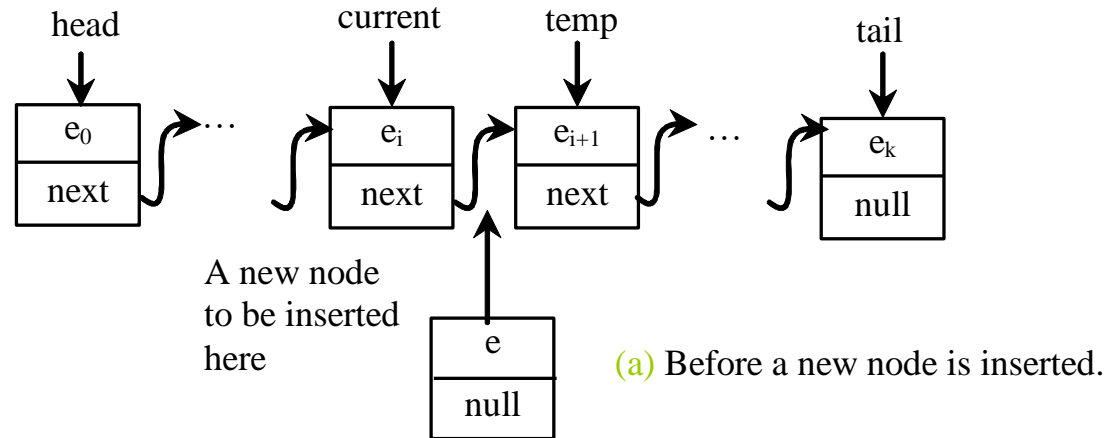 head current temp tail
e₀ … eᵢ eᵢ₊₁ … eₖ
next next next null
A new node
to be inserted
here
e
null
(a) Before a new node is inserted.